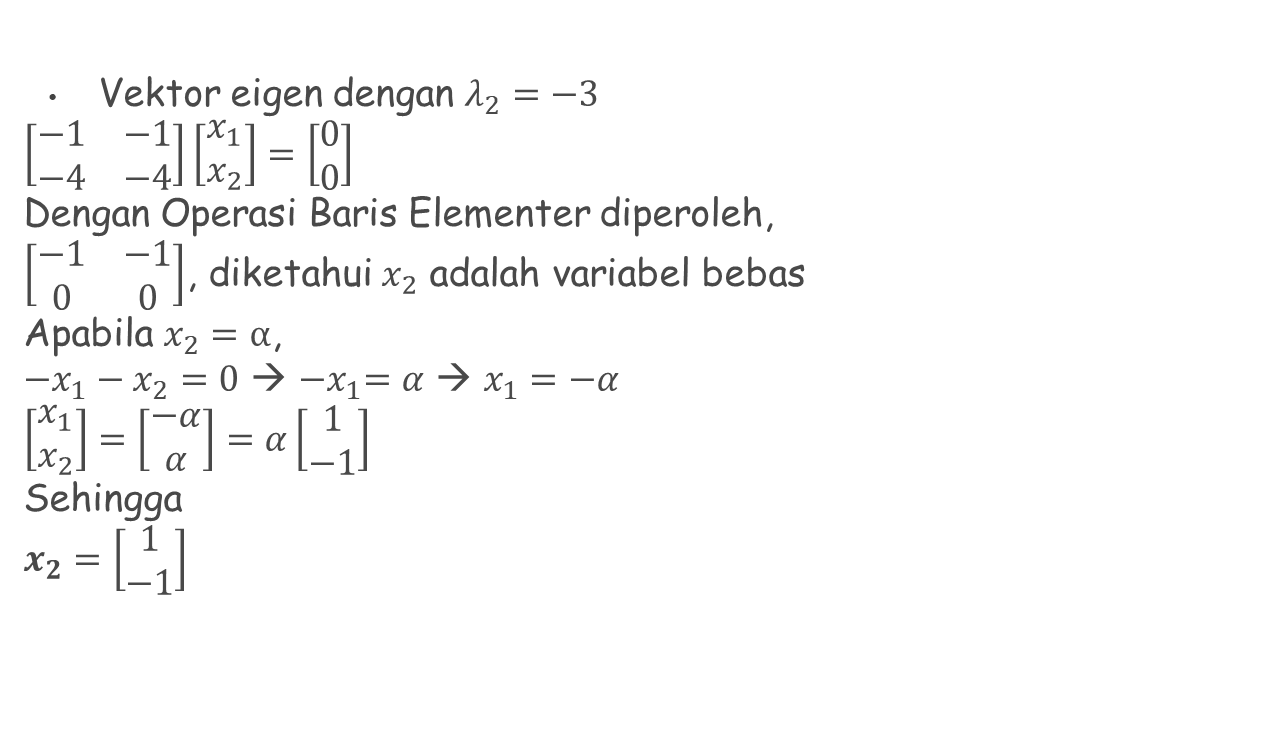 • Vektor eigen dengan λ₂ = −3
[−1 −1; −4 −4] [x₁; x₂] = [0; 0]
Dengan Operasi Baris Elementer diperoleh,
[−1 −1; 0 0], diketahui x₂ adalah variabel bebas
Apabila x₂ = α,
−x₁ − x₂ = 0 → −x₁= α → x₁ = −α
[x₁; x₂] = [−α; α] = α [1; −1]
Sehingga
x₂ = [1; −1]